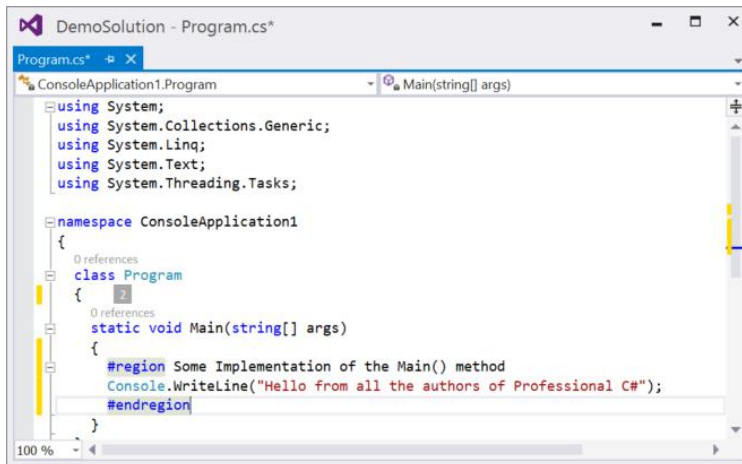 DemoSolution - Program.cs*
Program.cs*
ConsoleApplication1.Program
Main(string[] args)
using System;
using System.Collections.Generic;
using System.Linq;
using System.Text;
using System.Threading.Tasks;
namespace ConsoleApplication1
{
0 references
class Program
{ 2
0 references
static void Main(string[] args)
{
#region Some Implementation of the Main() method
Console.WriteLine("Hello from all the authors of Professional C#");
#endregion
}
100 %